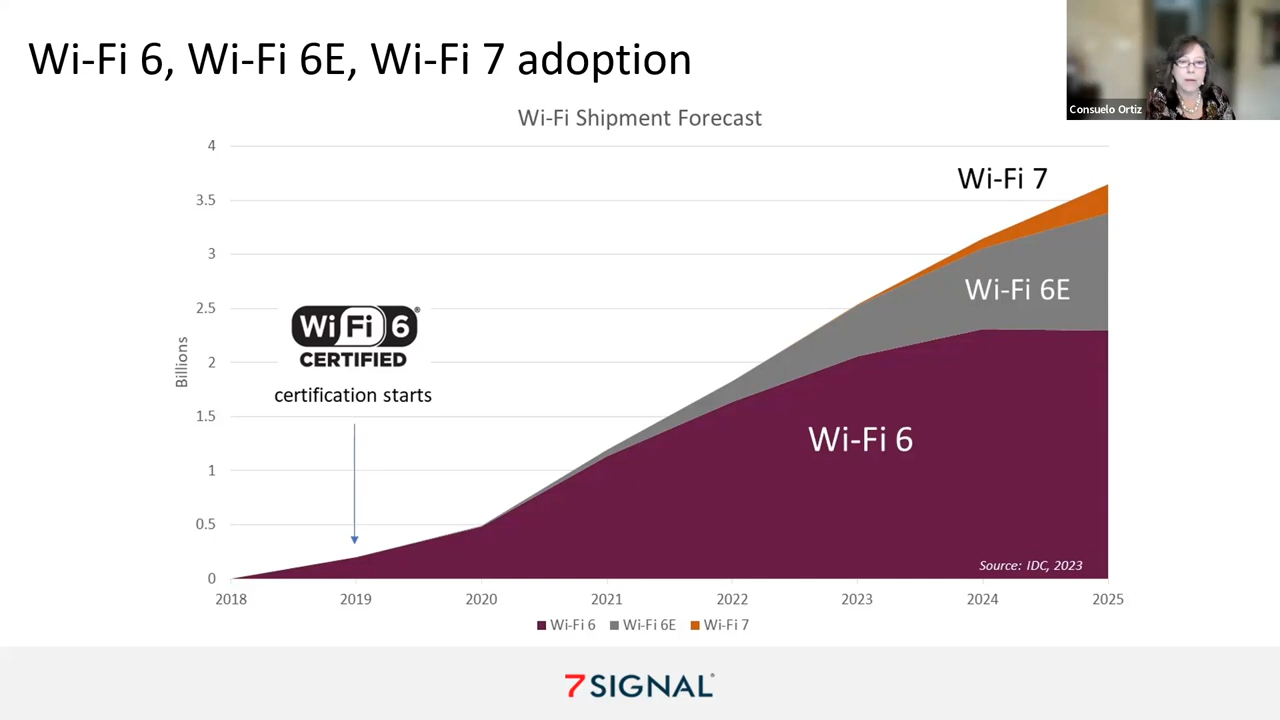 Wi-Fi 6, Wi-Fi 6E, Wi-Fi 7 adoption
Consuelo Ortiz
Wi-Fi Shipment Forecast
4
3.5
3
2.5
2
1.5
1
0.5
0
Billions
Wi-Fi 7
Wi-Fi 6E
Wi-Fi 6
Wi Fi 6®
CERTIFIED
certification starts
Source: IDC, 2023
2018 2019 2020 2021 2022 2023 2024 2025
Wi-Fi 6 Wi-Fi 6E Wi-Fi 7
7SIGNAL®